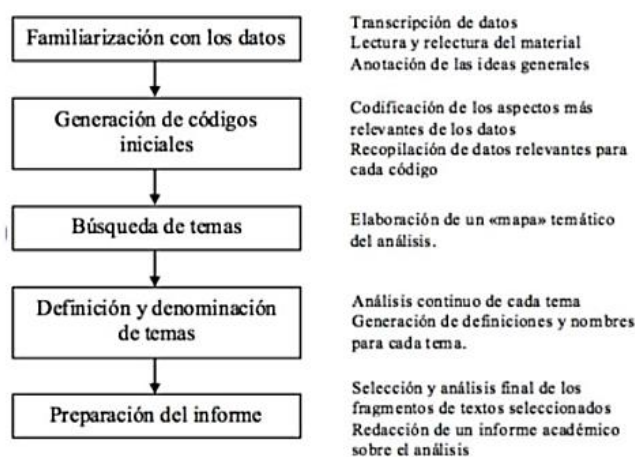 Familiarización con los datos
Transcripción de datos
Lectura y relectura del material
Anotación de las ideas generales
Generación de códigos
iniciales
Codificación de los aspectos más
relevantes de los datos
Recopilación de datos relevantes para
cada código
Búsqueda de temas
Elaboración de un «mapa» temático
del análisis.
Definición y denominación
de temas
Análisis continuo de cada tema
Generación de definiciones y nombres
para cada tema.
Preparación del informe
Selección y análisis final de los
fragmentos de textos seleccionados
Redacción de un informe académico
sobre el análisis